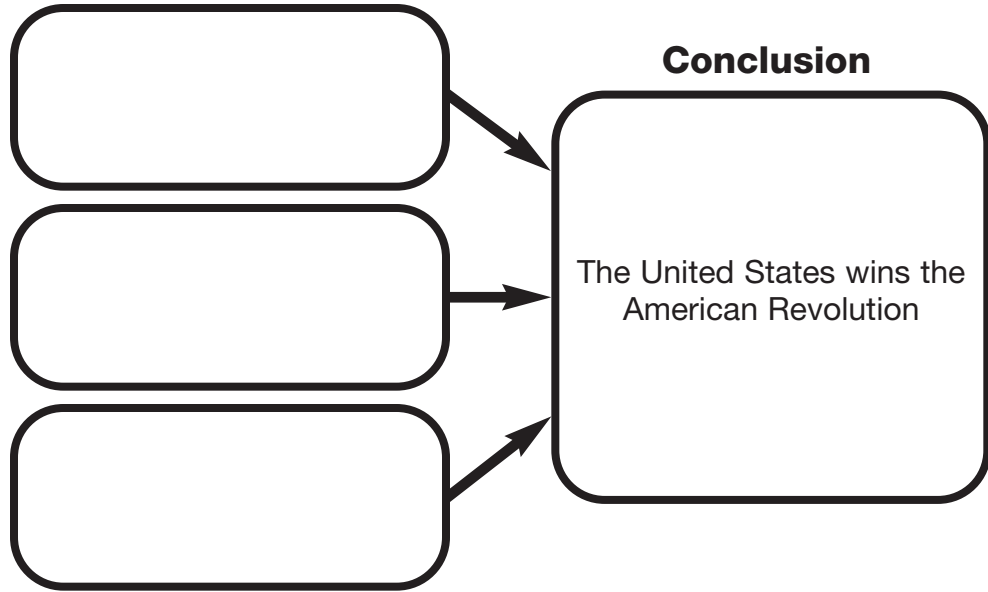 Conclusion
The United States wins the
American Revolution